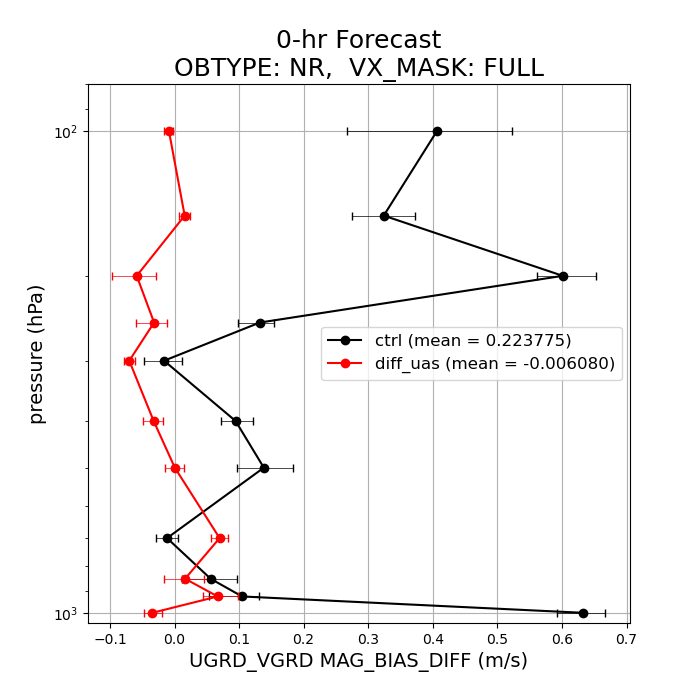 0-hr Forecast
OBTYPE: NR,  VX_MASK: FULL
10²
pressure (hPa)
ctrl (mean = 0.223775)
diff_uas (mean = -0.006080)
10³
−0.1 0.0 0.1 0.2 0.3 0.4 0.5 0.6 0.7
UGRD_VGRD MAG_BIAS_DIFF (m/s)